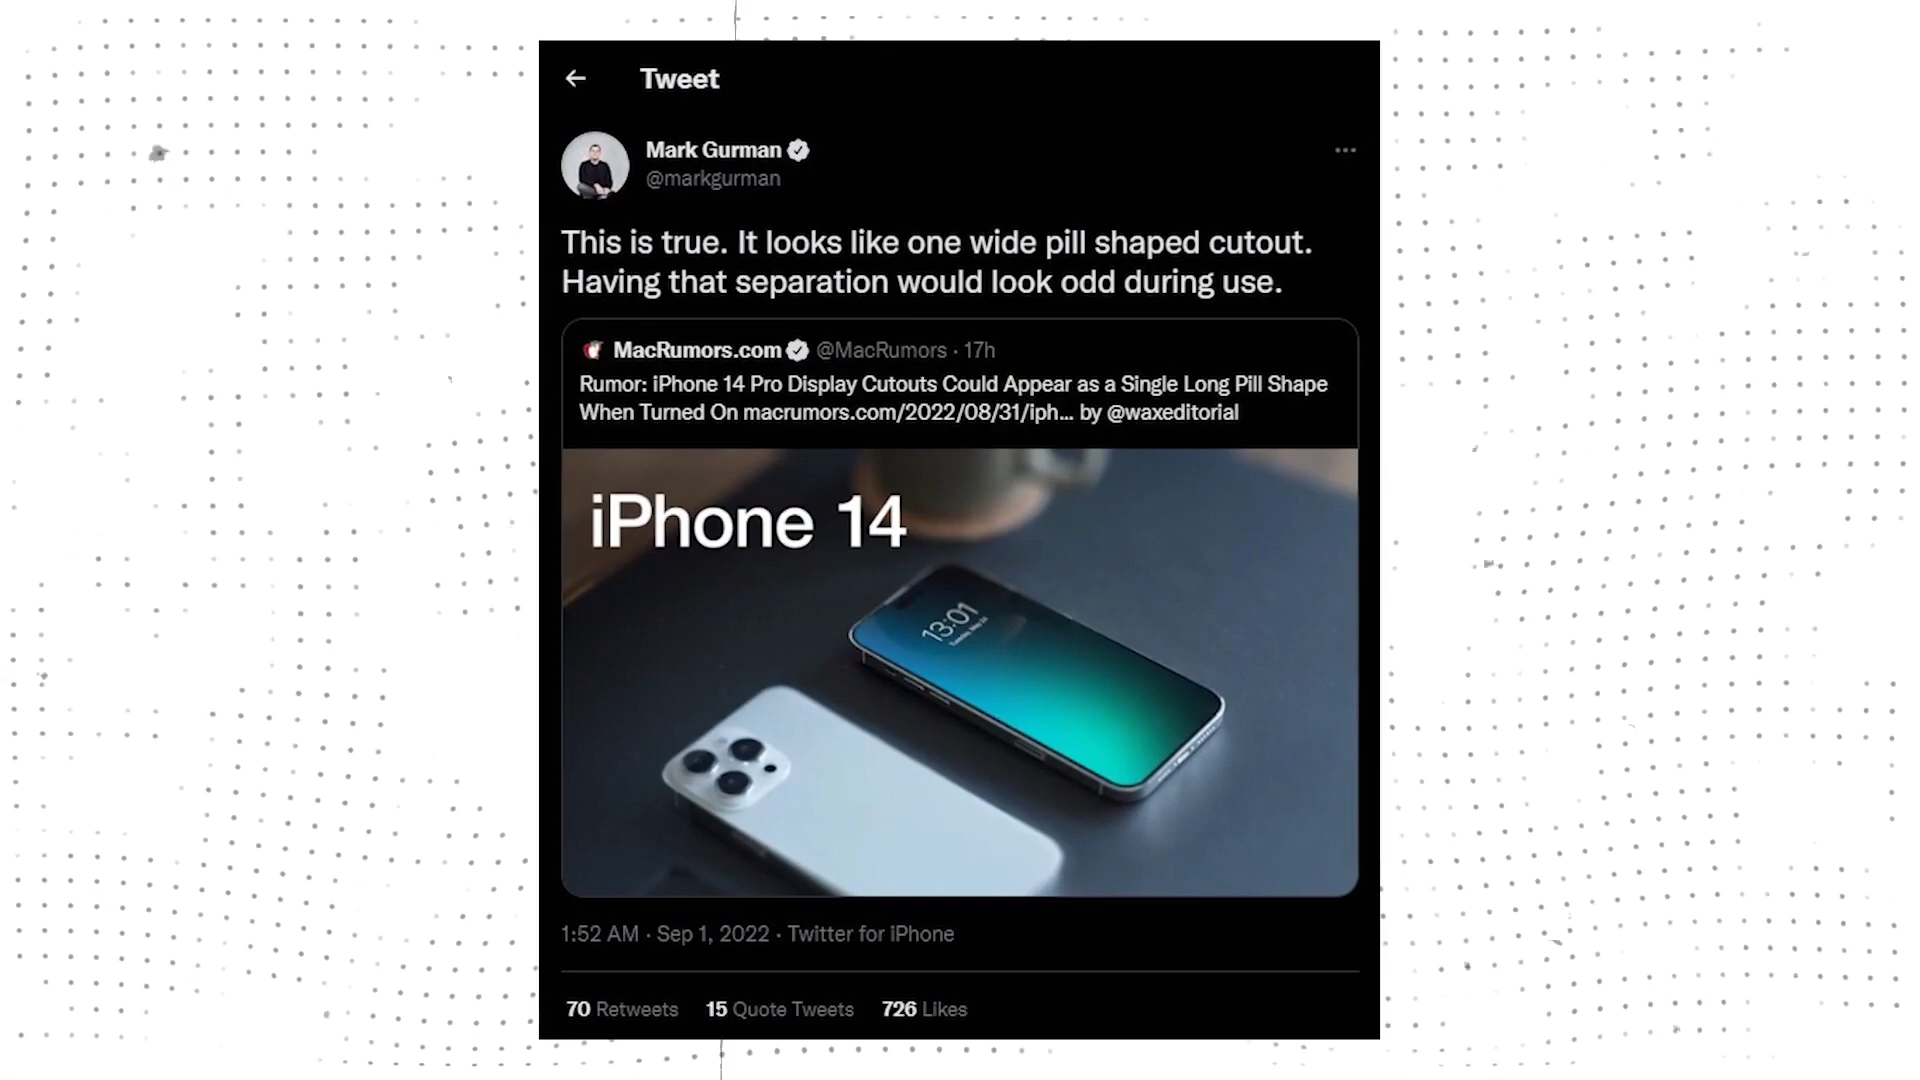 Tweet
Mark Gurman
@markgurman
This is true. It looks like one wide pill shaped cutout.
Having that separation would look odd during use.
MacRumors.com @MacRumors · 17h
Rumor: iPhone 14 Pro Display Cutouts Could Appear as a Single Long Pill Shape
When Turned On macrumors.com/2022/08/31/iph... by @waxeditorial
iPhone 14
13:01
1:52 AM · Sep 1, 2022 · Twitter for iPhone
70 Retweets 15 Quote Tweets 726 Likes